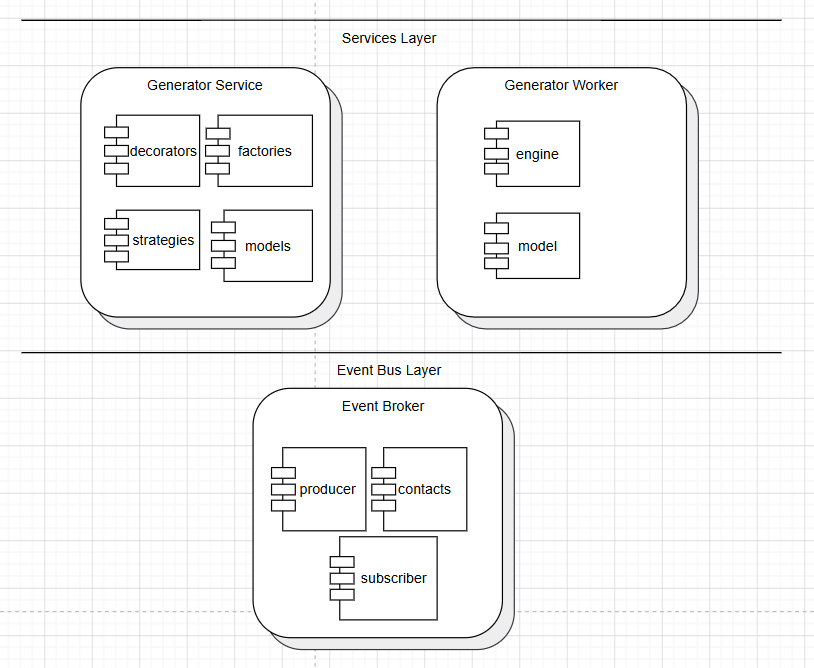 Services Layer
Generator Service
Generator Worker
decorators
factories
engine
strategies
models
model
Event Bus Layer
Event Broker
producer
contacts
subscriber